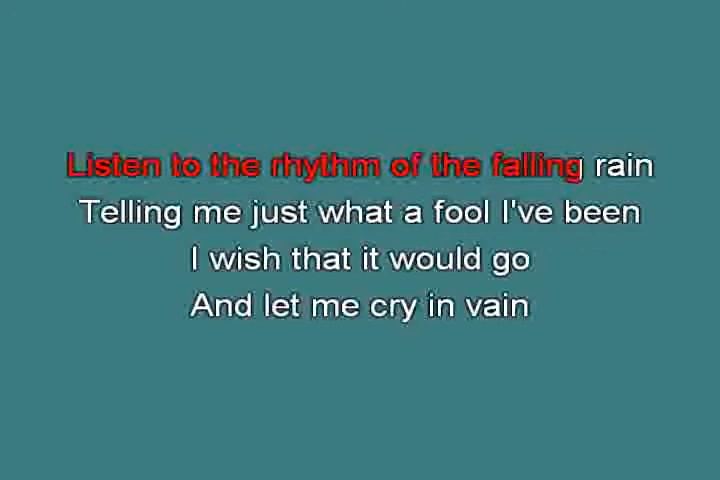 Listen to the rhythm of the falling rain
Telling me just what a fool I've been
I wish that it would go
And let me cry in vain